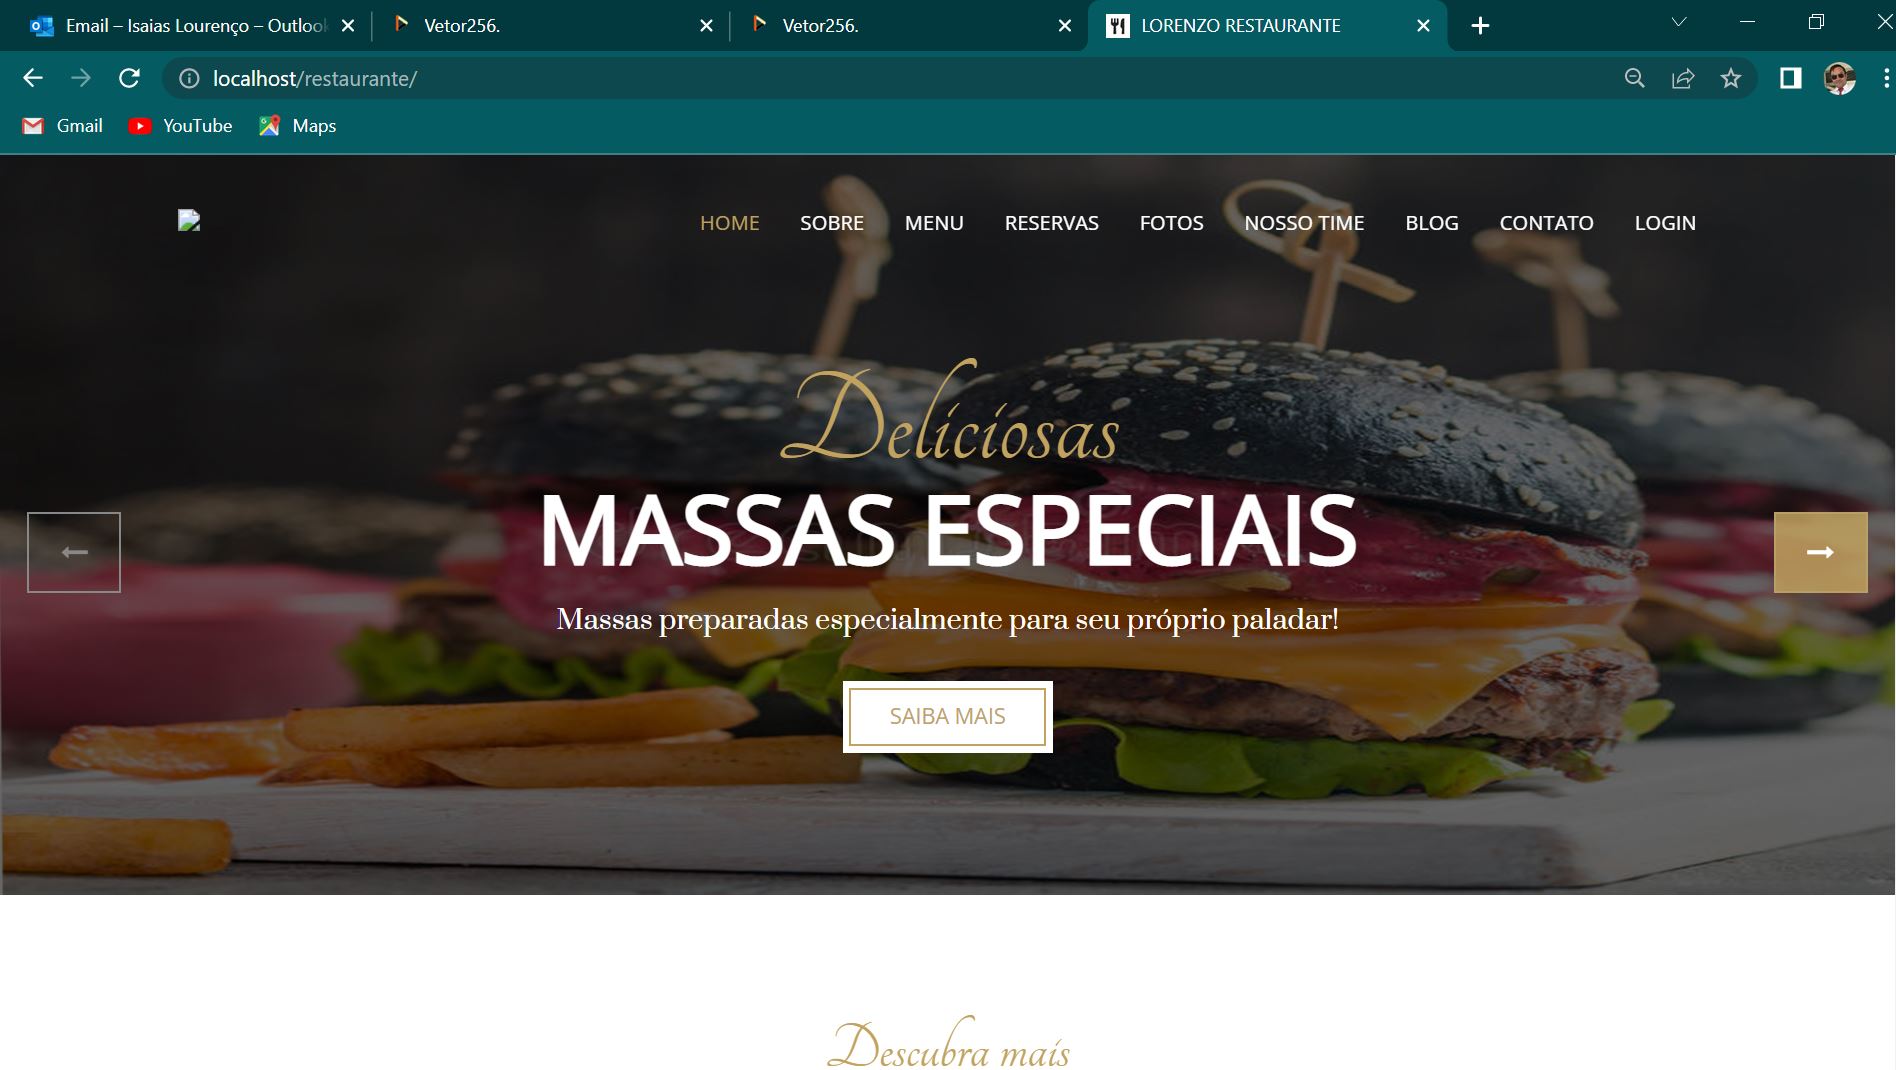 Email – Isaias Lourenço – Outlook
Vetor256.
Vetor256.
LORENZO RESTAURANTE
localhost/restaurante/
Gmail
YouTube
Maps
HOME
SOBRE
MENU
RESERVAS
FOTOS
NOSSO TIME
BLOG
CONTATO
LOGIN
Deliciosas
MASSAS ESPECIAIS
Massas preparadas especialmente para seu próprio paladar!
SAIBA MAIS
Descubra mais